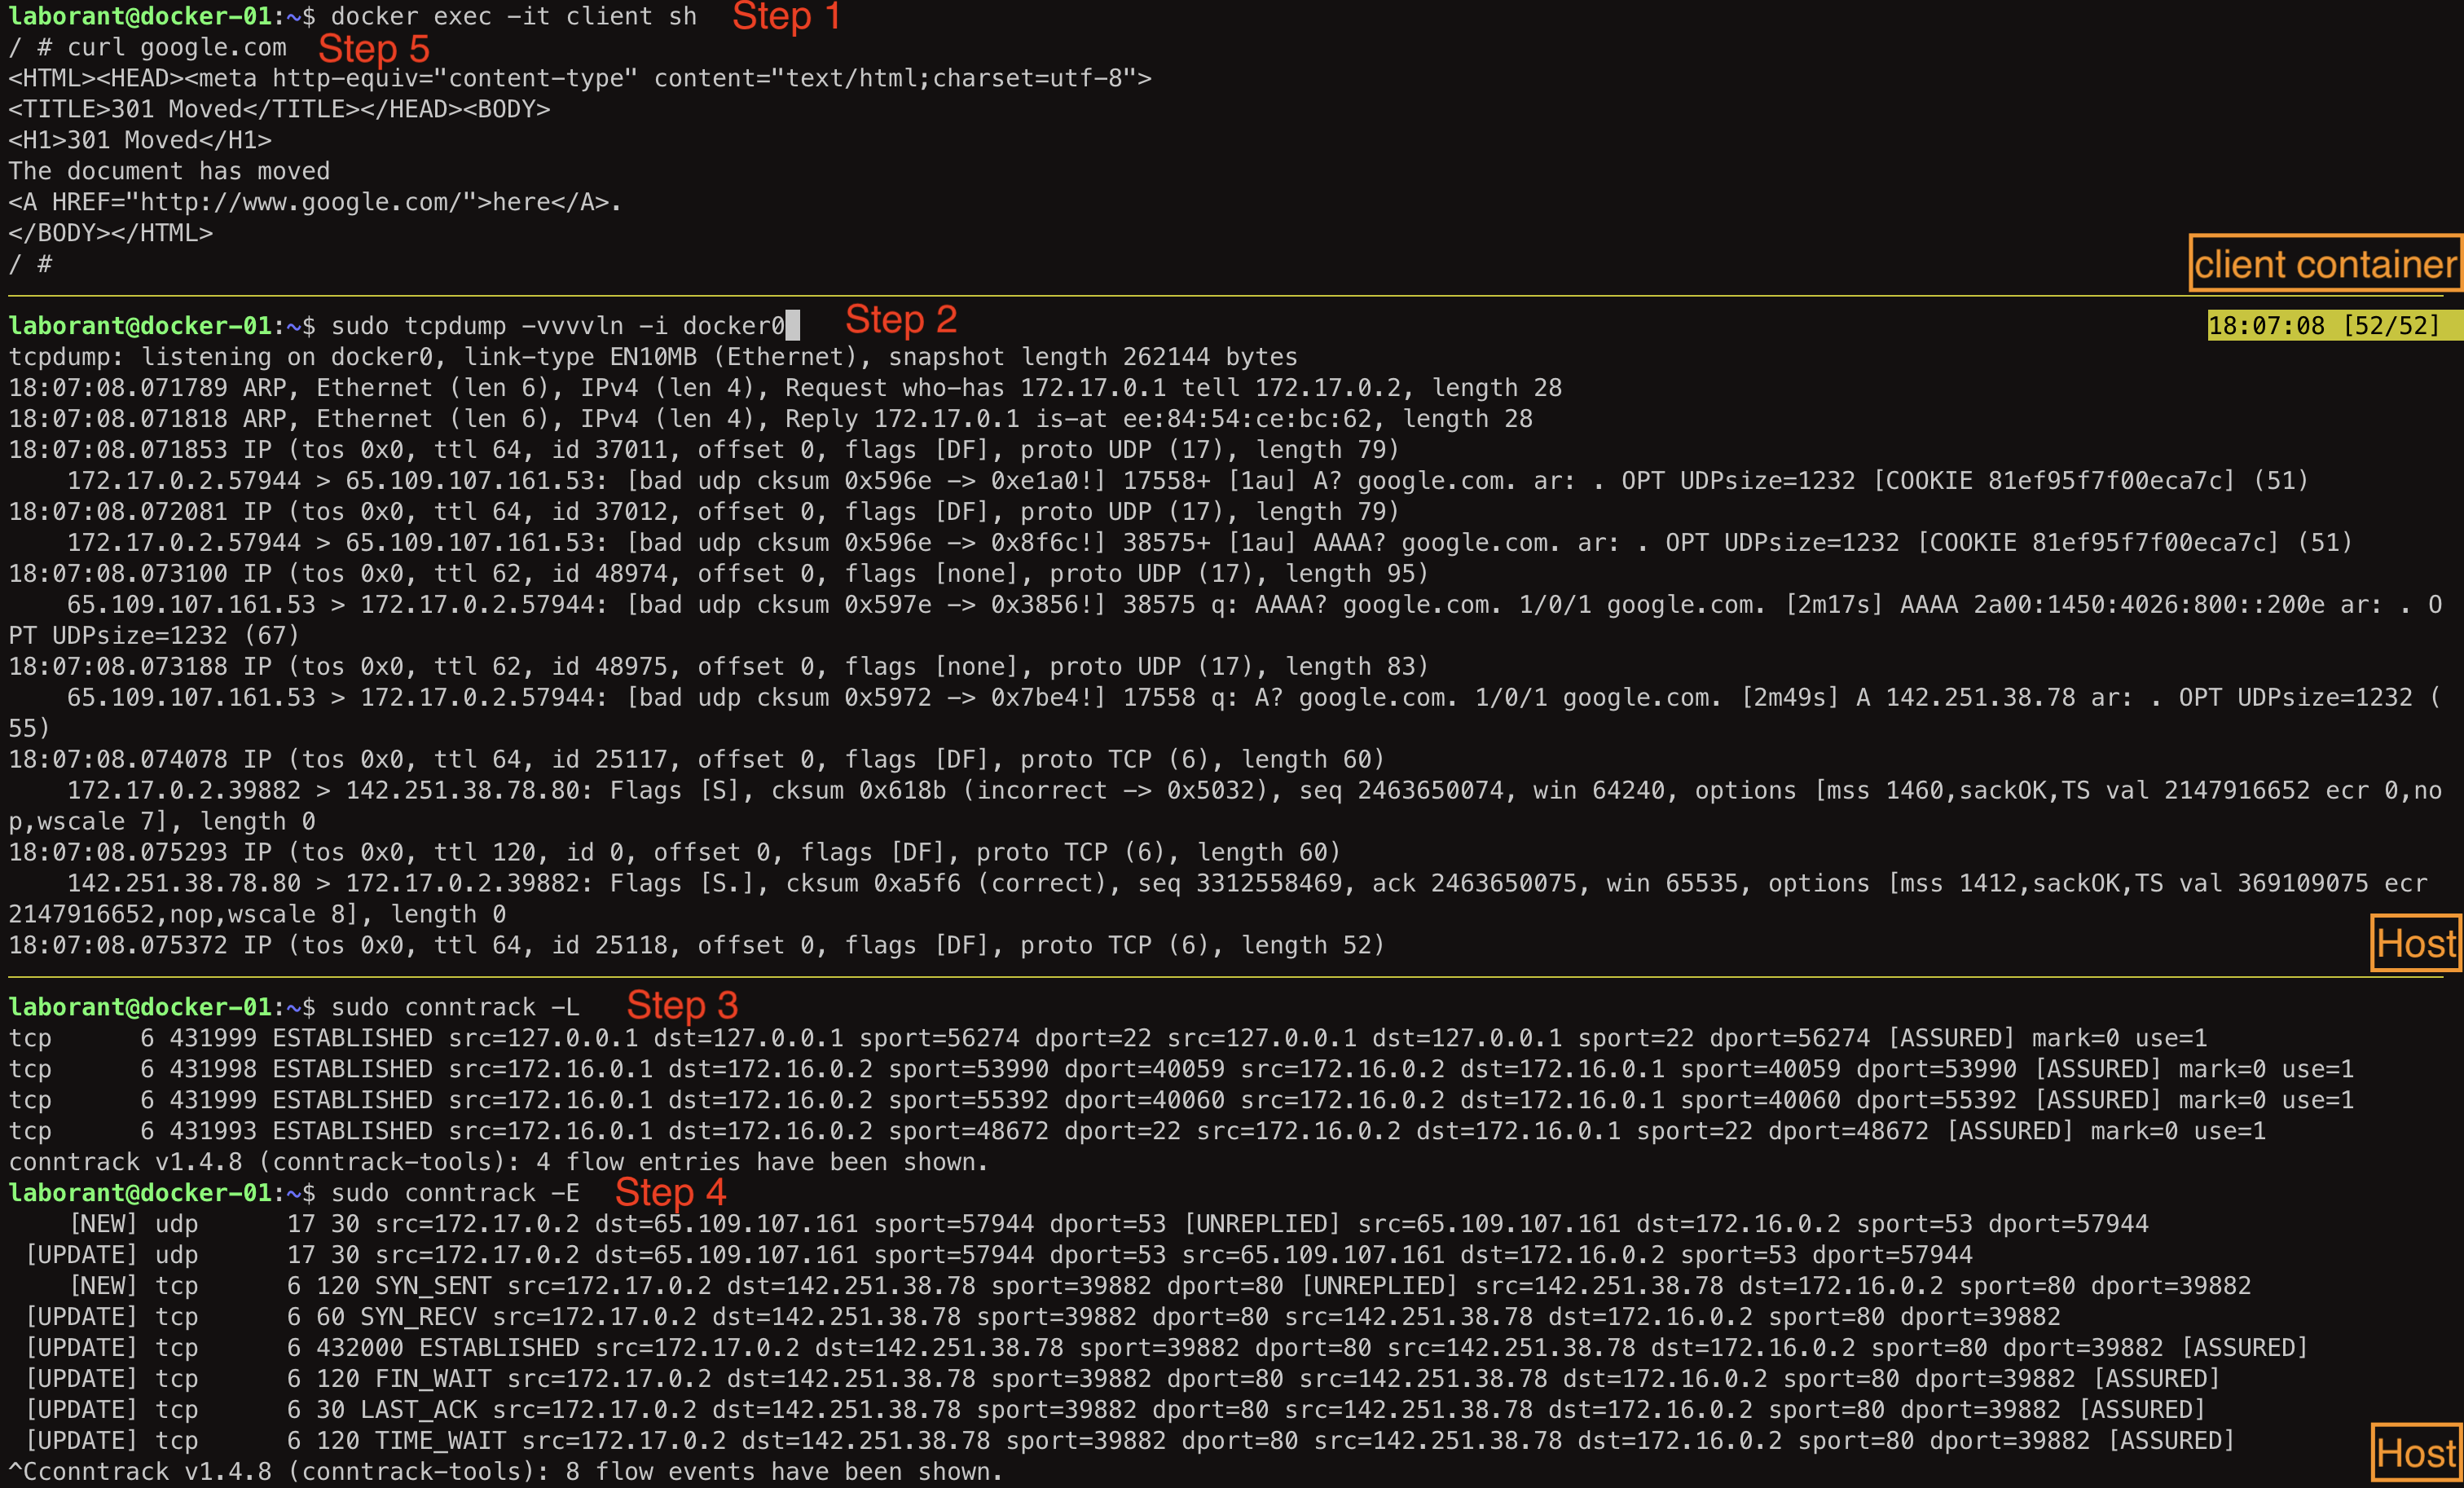 laborant@docker-01:~$ docker exec -it client sh Step 1
/ # curl google.com Step 5
<HTML><HEAD><meta http-equiv="content-type" content="text/html;charset=utf-8">
<TITLE>301 Moved</TITLE></HEAD><BODY>
<H1>301 Moved</H1>
The document has moved
<A HREF="http://www.google.com/">here</A>.
</BODY></HTML>
/ #
client container
laborant@docker-01:~$ sudo tcpdump -vvvvln -i docker0 Step 2 18:07:08 [52/52]
tcpdump: listening on docker0, link-type EN10MB (Ethernet), snapshot length 262144 bytes
18:07:08.071789 ARP, Ethernet (len 6), IPv4 (len 4), Request who-has 172.17.0.1 tell 172.17.0.2, length 28
18:07:08.071818 ARP, Ethernet (len 6), IPv4 (len 4), Reply 172.17.0.1 is-at ee:84:54:ce:bc:62, length 28
18:07:08.071853 IP (tos 0x0, ttl 64, id 37011, offset 0, flags [DF], proto UDP (17), length 79)
172.17.0.2.57944 > 65.109.107.161.53: [bad udp cksum 0x596e -> 0xe1a0!] 17558+ [1au] A? google.com. ar: . OPT UDPsize=1232 [COOKIE 81ef95f7f00eca7c] (51)
18:07:08.072081 IP (tos 0x0, ttl 64, id 37012, offset 0, flags [DF], proto UDP (17), length 79)
172.17.0.2.57944 > 65.109.107.161.53: [bad udp cksum 0x596e -> 0x8f6c!] 38575+ [1au] AAAA? google.com. ar: . OPT UDPsize=1232 [COOKIE 81ef95f7f00eca7c] (51)
18:07:08.073100 IP (tos 0x0, ttl 62, id 48974, offset 0, flags [none], proto UDP (17), length 95)
65.109.107.161.53 > 172.17.0.2.57944: [bad udp cksum 0x597e -> 0x3856!] 38575 q: AAAA? google.com. 1/0/1 google.com. [2m17s] AAAA 2a00:1450:4026:800::200e ar: . O
PT UDPsize=1232 (67)
18:07:08.073188 IP (tos 0x0, ttl 62, id 48975, offset 0, flags [none], proto UDP (17), length 83)
65.109.107.161.53 > 172.17.0.2.57944: [bad udp cksum 0x5972 -> 0x7be4!] 17558 q: A? google.com. 1/0/1 google.com. [2m49s] A 142.251.38.78 ar: . OPT UDPsize=1232 (
55)
18:07:08.074078 IP (tos 0x0, ttl 64, id 25117, offset 0, flags [DF], proto TCP (6), length 60)
172.17.0.2.39882 > 142.251.38.78.80: Flags [S], cksum 0x618b (incorrect -> 0x5032), seq 2463650074, win 64240, options [mss 1460,sackOK,TS val 2147916652 ecr 0,no
p,wscale 7], length 0
18:07:08.075293 IP (tos 0x0, ttl 120, id 0, offset 0, flags [DF], proto TCP (6), length 60)
142.251.38.78.80 > 172.17.0.2.39882: Flags [S.], cksum 0xa5f6 (correct), seq 3312558469, ack 2463650075, win 65535, options [mss 1412,sackOK,TS val 369109075 ecr
2147916652,nop,wscale 8], length 0
18:07:08.075372 IP (tos 0x0, ttl 64, id 25118, offset 0, flags [DF], proto TCP (6), length 52)
Host
laborant@docker-01:~$ sudo conntrack -L Step 3
tcp 6 431999 ESTABLISHED src=127.0.0.1 dst=127.0.0.1 sport=56274 dport=22 src=127.0.0.1 dst=127.0.0.1 sport=22 dport=56274 [ASSURED] mark=0 use=1
tcp 6 431998 ESTABLISHED src=172.16.0.1 dst=172.16.0.2 sport=53990 dport=40059 src=172.16.0.2 dst=172.16.0.1 sport=40059 dport=53990 [ASSURED] mark=0 use=1
tcp 6 431999 ESTABLISHED src=172.16.0.1 dst=172.16.0.2 sport=55392 dport=40060 src=172.16.0.2 dst=172.16.0.1 sport=40060 dport=55392 [ASSURED] mark=0 use=1
tcp 6 431993 ESTABLISHED src=172.16.0.1 dst=172.16.0.2 sport=48672 dport=22 src=172.16.0.2 dst=172.16.0.1 sport=22 dport=48672 [ASSURED] mark=0 use=1
conntrack v1.4.8 (conntrack-tools): 4 flow entries have been shown.
laborant@docker-01:~$ sudo conntrack -E Step 4
[NEW] udp 17 30 src=172.17.0.2 dst=65.109.107.161 sport=57944 dport=53 [UNREPLIED] src=65.109.107.161 dst=172.16.0.2 sport=53 dport=57944
[UPDATE] udp 17 30 src=172.17.0.2 dst=65.109.107.161 sport=57944 dport=53 src=65.109.107.161 dst=172.16.0.2 sport=53 dport=57944
[NEW] tcp 6 120 SYN_SENT src=172.17.0.2 dst=142.251.38.78 sport=39882 dport=80 [UNREPLIED] src=142.251.38.78 dst=172.16.0.2 sport=80 dport=39882
[UPDATE] tcp 6 60 SYN_RECV src=172.17.0.2 dst=142.251.38.78 sport=39882 dport=80 src=142.251.38.78 dst=172.16.0.2 sport=80 dport=39882
[UPDATE] tcp 6 432000 ESTABLISHED src=172.17.0.2 dst=142.251.38.78 sport=39882 dport=80 src=142.251.38.78 dst=172.16.0.2 sport=80 dport=39882 [ASSURED]
[UPDATE] tcp 6 120 FIN_WAIT src=172.17.0.2 dst=142.251.38.78 sport=39882 dport=80 src=142.251.38.78 dst=172.16.0.2 sport=80 dport=39882 [ASSURED]
[UPDATE] tcp 6 30 LAST_ACK src=172.17.0.2 dst=142.251.38.78 sport=39882 dport=80 src=142.251.38.78 dst=172.16.0.2 sport=80 dport=39882 [ASSURED]
[UPDATE] tcp 6 120 TIME_WAIT src=172.17.0.2 dst=142.251.38.78 sport=39882 dport=80 src=142.251.38.78 dst=172.16.0.2 sport=80 dport=39882 [ASSURED]
Host
^Cconntrack v1.4.8 (conntrack-tools): 8 flow events have been shown.